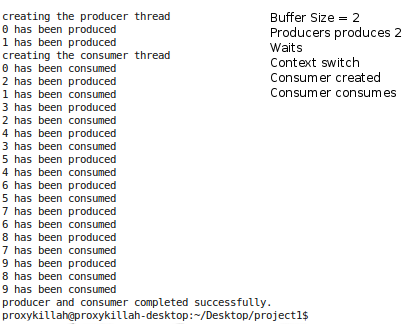 creating the producer thread
0 has been produced
1 has been produced
creating the consumer thread
0 has been consumed
2 has been produced
1 has been consumed
3 has been produced
2 has been consumed
4 has been produced
3 has been consumed
5 has been produced
4 has been consumed
6 has been produced
5 has been consumed
7 has been produced
6 has been consumed
8 has been produced
7 has been consumed
9 has been produced
8 has been consumed
9 has been consumed
producer and consumer completed successfully.
proxykillah@proxykillah-desktop:~/Desktop/project1$
Buffer Size = 2
Producers produces 2
Waits
Context switch
Consumer created
Consumer consumes